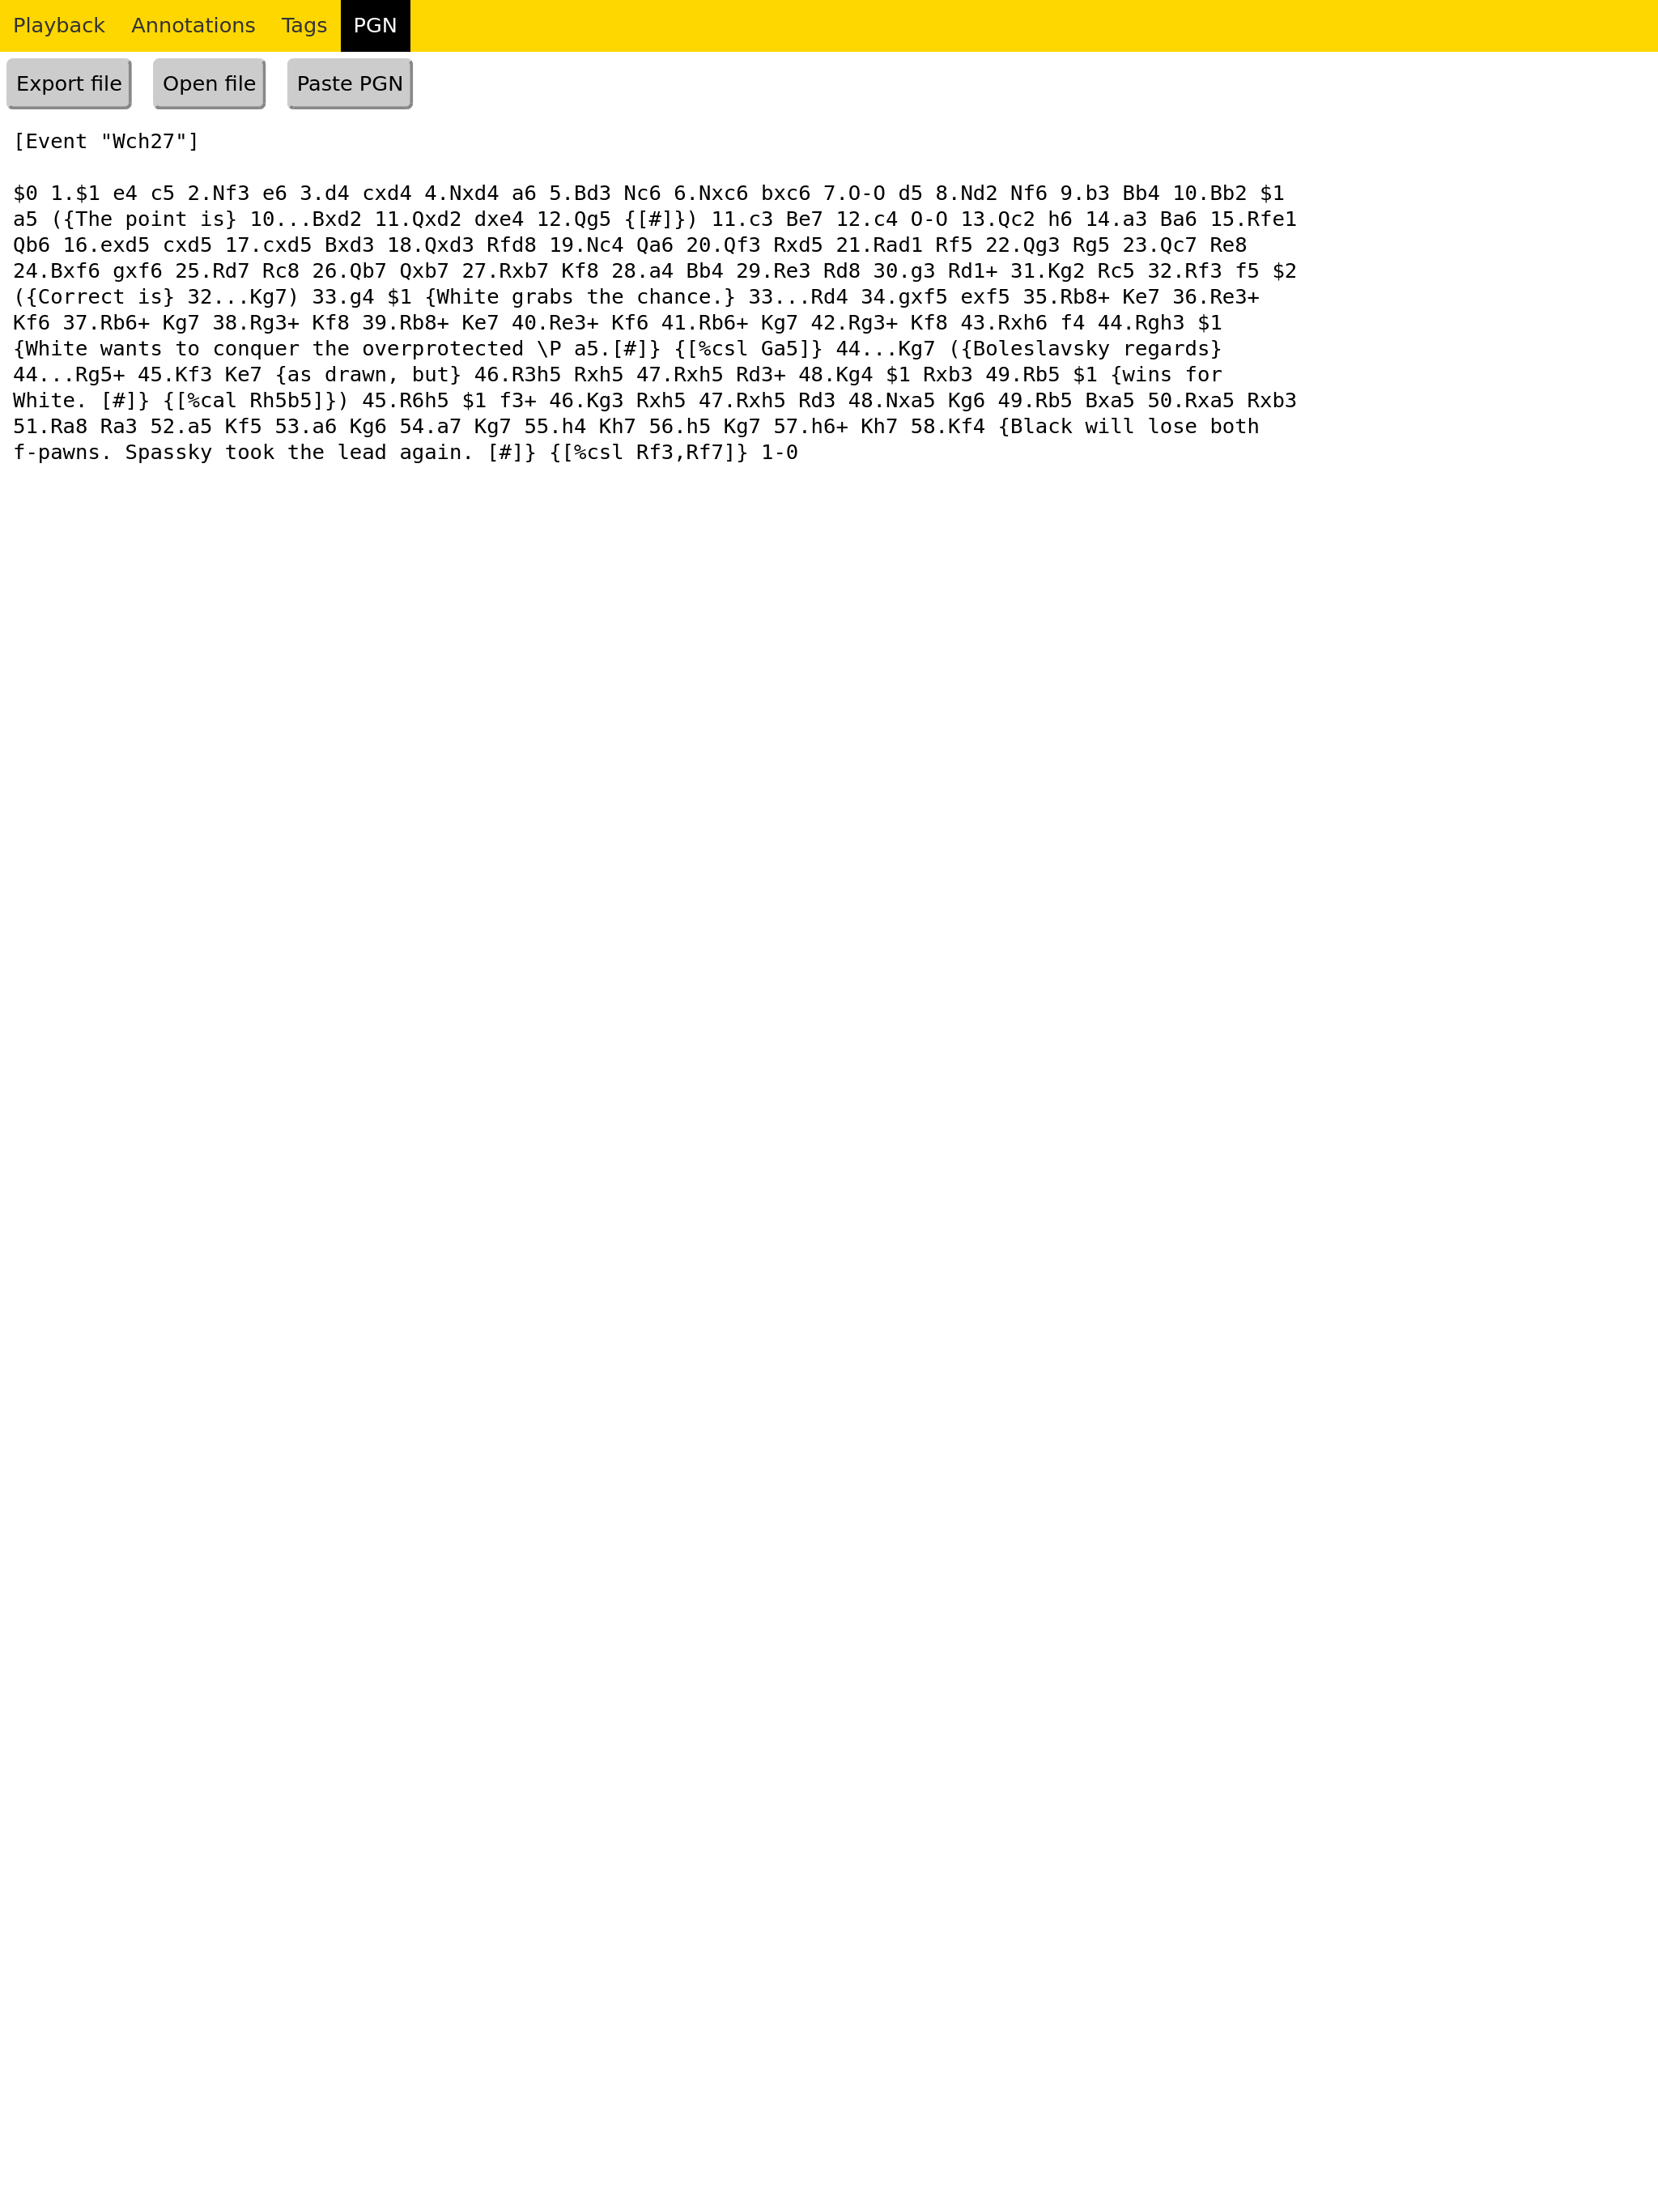 Playback Annotations Tags PGN
Export file Open file Paste PGN
[Event "Wch27"]
$0 1.$1 e4 c5 2.Nf3 e6 3.d4 cxd4 4.Nxd4 a6 5.Bd3 Nc6 6.Nxc6 bxc6 7.O-O d5 8.Nd2 Nf6 9.b3 Bb4 10.Bb2 $1
a5 ({The point is} 10...Bxd2 11.Qxd2 dxe4 12.Qg5 {[#]}) 11.c3 Be7 12.c4 O-O 13.Qc2 h6 14.a3 Ba6 15.Rfe1
Qb6 16.exd5 cxd5 17.cxd5 Bxd3 18.Qxd3 Rfd8 19.Nc4 Qa6 20.Qf3 Rxd5 21.Rad1 Rf5 22.Qg3 Rg5 23.Qc7 Re8
24.Bxf6 gxf6 25.Rd7 Rc8 26.Qb7 Qxb7 27.Rxb7 Kf8 28.a4 Bb4 29.Re3 Rd8 30.g3 Rd1+ 31.Kg2 Rc5 32.Rf3 f5 $2
({Correct is} 32...Kg7) 33.g4 $1 {White grabs the chance.} 33...Rd4 34.gxf5 exf5 35.Rb8+ Ke7 36.Re3+
Kf6 37.Rb6+ Kg7 38.Rg3+ Kf8 39.Rb8+ Ke7 40.Re3+ Kf6 41.Rb6+ Kg7 42.Rg3+ Kf8 43.Rxh6 f4 44.Rgh3 $1
{White wants to conquer the overprotected \P a5.[#]} {[%csl Ga5]} 44...Kg7 ({Boleslavsky regards}
44...Rg5+ 45.Kf3 Ke7 {as drawn, but} 46.R3h5 Rxh5 47.Rxh5 Rd3+ 48.Kg4 $1 Rxb3 49.Rb5 $1 {wins for
White. [#]} {[%cal Rh5b5]}) 45.R6h5 $1 f3+ 46.Kg3 Rxh5 47.Rxh5 Rd3 48.Nxa5 Kg6 49.Rb5 Bxa5 50.Rxa5 Rxb3
51.Ra8 Ra3 52.a5 Kf5 53.a6 Kg6 54.a7 Kg7 55.h4 Kh7 56.h5 Kg7 57.h6+ Kh7 58.Kf4 {Black will lose both
f-pawns. Spassky took the lead again. [#]} {[%csl Rf3,Rf7]} 1-0